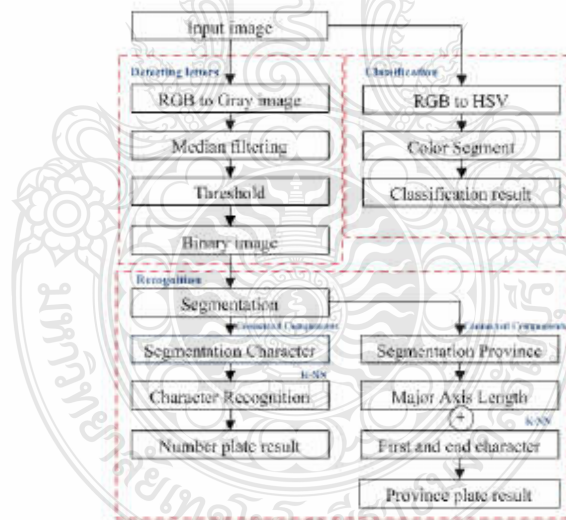 Input image
Detecting letters
RGB to Gray image
Median filtering
Threshold
Binary image
Classification
RGB to HSV
Color Segment
Classification result
Recognition
Segmentation
Connected Components
Segmentation Character
K-NN
Character Recognition
Number plate result
Connected Components
Segmentation Province
Major Axis Length
+
K-NN
First and end character
Province plate result